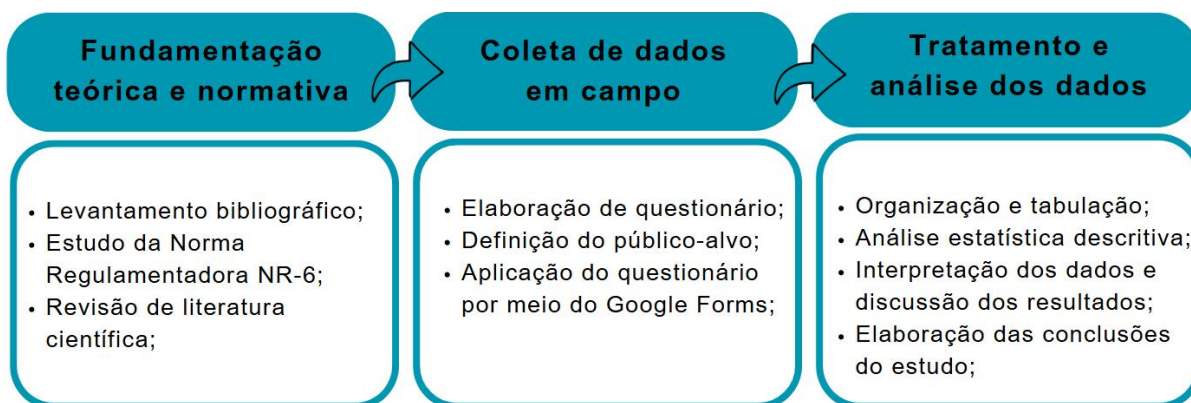 Fundamentação
teórica e normativa
Coleta de dados
em campo
Tratamento e
análise dos dados
• Levantamento bibliográfico;
• Estudo da Norma
Regulamentadora NR-6;
• Revisão de literatura
científica;
• Elaboração de questionário;
• Definição do público-alvo;
• Aplicação do questionário
por meio do Google Forms;
• Organização e tabulação;
• Análise estatística descritiva;
• Interpretação dos dados e
discussão dos resultados;
• Elaboração das conclusões
do estudo;